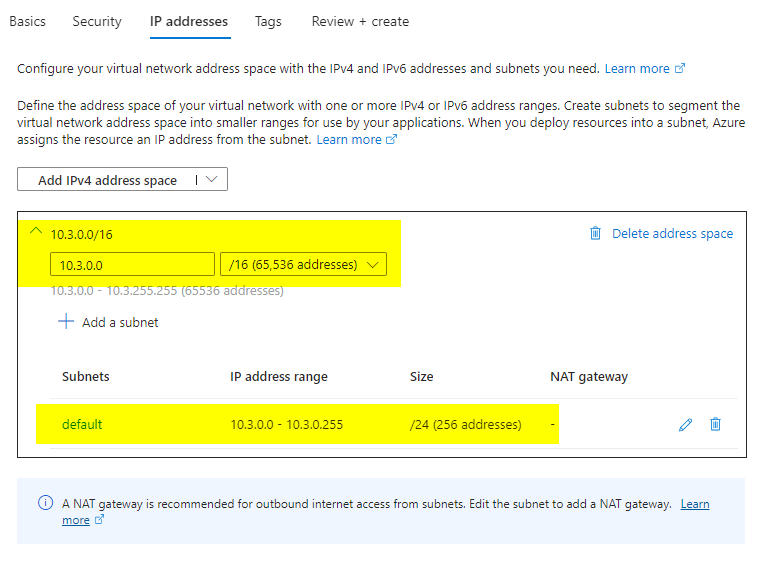 Basics Security IP addresses Tags Review + create
Configure your virtual network address space with the IPv4 and IPv6 addresses and subnets you need. Learn more
Define the address space of your virtual network with one or more IPv4 or IPv6 address ranges. Create subnets to segment the
virtual network address space into smaller ranges for use by your applications. When you deploy resources into a subnet, Azure
assigns the resource an IP address from the subnet. Learn more
Add IPv4 address space
10.3.0.0/16 Delete address space
10.3.0.0 /16 (65,536 addresses)
10.3.0.0 - 10.3.255.255 (65536 addresses)
Add a subnet
Subnets IP address range Size NAT gateway
default 10.3.0.0 - 10.3.0.255 /24 (256 addresses) -
A NAT gateway is recommended for outbound internet access from subnets. Edit the subnet to add a NAT gateway. Learn
more